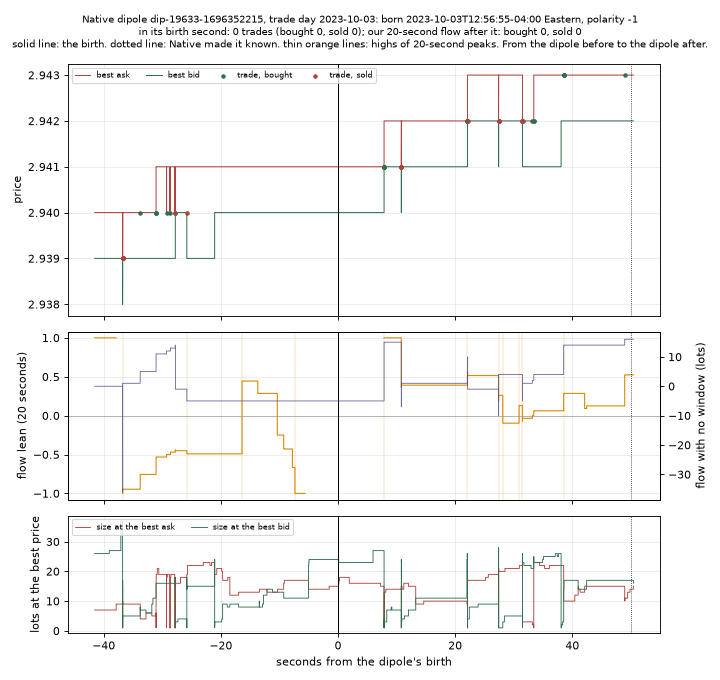 Native dipole dip-19633-1696352215, trade day 2023-10-03: born 2023-10-03T12:56:55-04:00 Eastern, polarity -1
in its birth second: 0 trades (bought 0, sold 0); our 20-second flow after it: bought 0, sold 0
solid line: the birth. dotted line: Native made it known. thin orange lines: highs of 20-second peaks. From the dipole before to the dipole after.
best ask
best bid
trade, bought
trade, sold
2.943
2.942
2.941
2.940
2.939
2.938
price
1.0
0.5
0.0
−0.5
−1.0
flow lean (20 seconds)
10
0
−10
−20
−30
flow with no window (lots)
size at the best ask
size at the best bid
30
20
10
0
lots at the best price
−40
−20
0
20
40
seconds from the dipole's birth